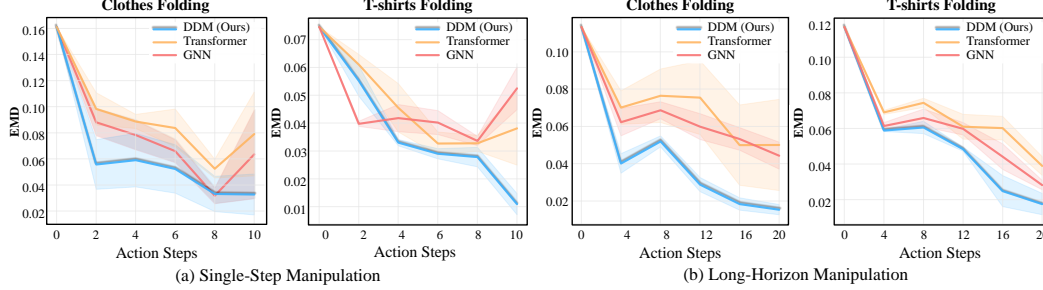 Clothes Folding
0.16
0.14
0.12
0.10
0.08
0.06
0.04
0.02
EMD
DDM (Ours)
Transformer
GNN
0 2 4 6 8 10
Action Steps
T-shirts Folding
0.07
0.06
0.05
0.04
0.03
0.02
0.01
EMD
DDM (Ours)
Transformer
GNN
0 2 4 6 8 10
Action Steps
(a) Single-Step Manipulation
Clothes Folding
0.10
0.08
0.06
0.04
0.02
EMD
DDM (Ours)
Transformer
GNN
0 4 8 12 16 20
Action Steps
T-shirts Folding
0.12
0.10
0.08
0.06
0.04
0.02
EMD
DDM (Ours)
Transformer
GNN
0 4 8 12 16 20
Action Steps
(b) Long-Horizon Manipulation